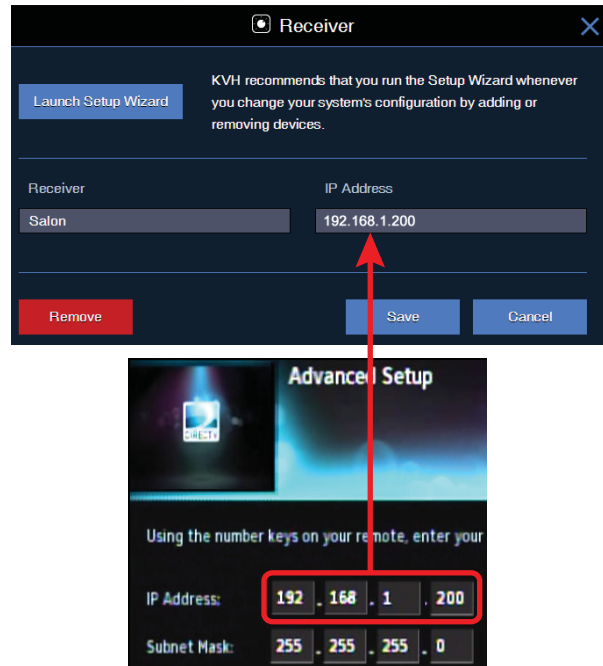 Receiver
Launch Setup Wizard
KVH recommends that you run the Setup Wizard whenever
you change your system's configuration by adding or
removing devices.
Receiver
IP Address
Salon
192.168.1.200
Remove
Save
Cancel
Advanced Setup
DIRECTV
Using the number keys on your remote, enter your
IP Address: 192 . 168 . 1 . 200
Subnet Mask: 255 . 255 . 255 . 0